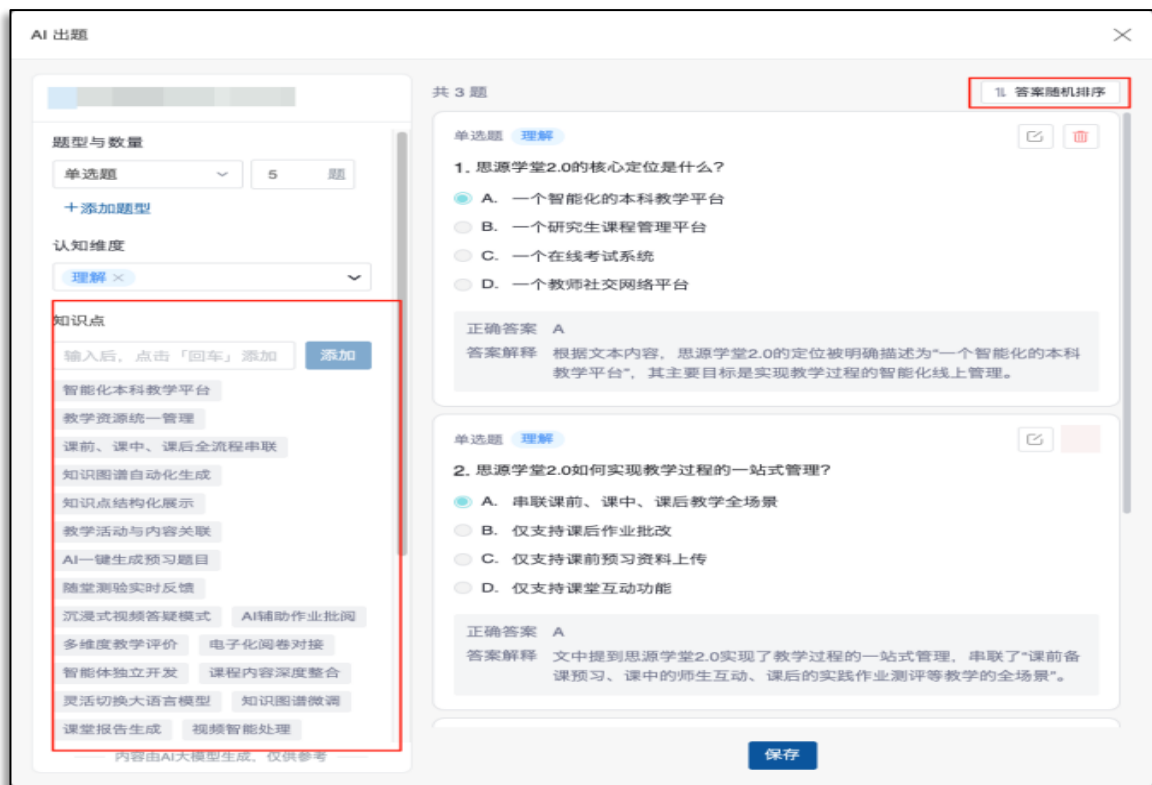 AI 出题
题型与数量
单选题 5 题
+添加题型
认知维度
理解 ×
知识点
输入后，点击「回车」添加 添加
智能化本科教学平台
教学资源统一管理
课前、课中、课后全流程串联
知识图谱自动化生成
知识点结构化展示
教学活动与内容关联
AI一键生成预习题目
随堂测验实时反馈
沉浸式视频答疑模式 AI辅助作业批阅
多维度教学评价 电子化阅卷对接
智能体独立开发 课程内容深度整合
灵活切换大语言模型 知识图谱微调
课堂报告生成 视频智能处理
内容由AI大模型生成，仅供参考
共 3 题 答案随机排序
单选题 理解
1. 思源学堂2.0的核心定位是什么？
A. 一个智能化的本科教学平台
B. 一个研究生课程管理平台
C. 一个在线考试系统
D. 一个教师社交网络平台
正确答案 A
答案解释 根据文本内容，思源学堂2.0的定位被明确描述为“一个智能化的本科
教学平台”，其主要目标是实现教学过程的智能化线上管理。
单选题 理解
2. 思源学堂2.0如何实现教学过程的一站式管理？
A. 串联课前、课中、课后教学全场景
B. 仅支持课后作业批改
C. 仅支持课前预习资料上传
D. 仅支持课堂互动功能
正确答案 A
答案解释 文中提到思源学堂2.0实现了教学过程的一站式管理，串联了“课前备
课预习、课中的师生互动、课后的实践作业测评等教学的全场景”。
保存